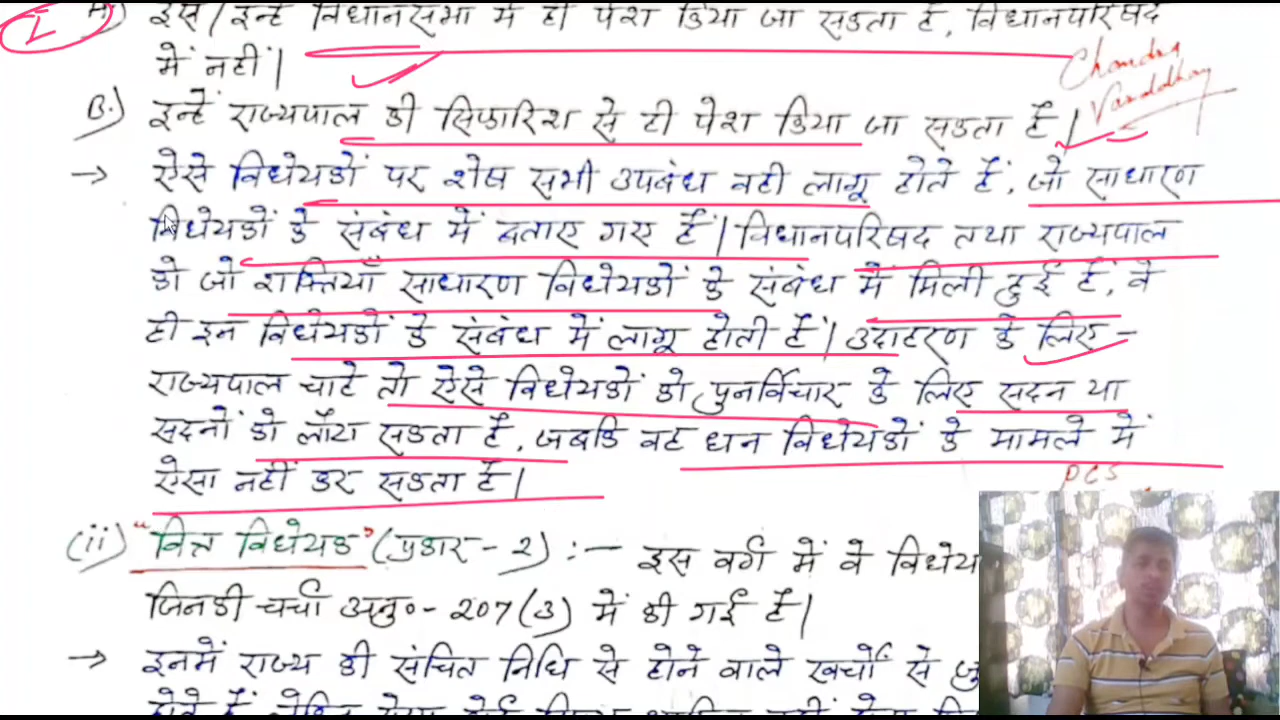 I
A.) इसे/इन्हें विधानसभा में ही पेश किया जा सकता है, विधानपरिषद
में नहीं।
Chandra
B.) इन्हें राज्यपाल की सिफारिश से ही पेश किया जा सकता है।
→ ऐसे विधेयकों पर शेष सभी उपबंध वही लागू होते हैं, जो साधारण
विधेयकों के संबंध में बताए गए हैं। विधानपरिषद तथा राज्यपाल
को जो शक्तियाँ साधारण विधेयकों के संबंध में मिली हुई हैं, वे
ही इन विधेयकों के संबंध में लागू होती हैं। उदाहरण के लिए -
राज्यपाल चाहे तो ऐसे विधेयकों को पुनर्विचार के लिए सदन या
सदनों को लौटा सकता है, जबकि वह धन विधेयकों के मामले में
ऐसा नहीं कर सकता है।
PCS
(ii) "वित्त विधेयक" (प्रकार - 2) :- इस वर्ग में वे विधेय
जिनकी चर्चा अनु०- 207 (3) में की गई है।
→ इनमें राज्य की संचित निधि से होने वाले खर्चों से